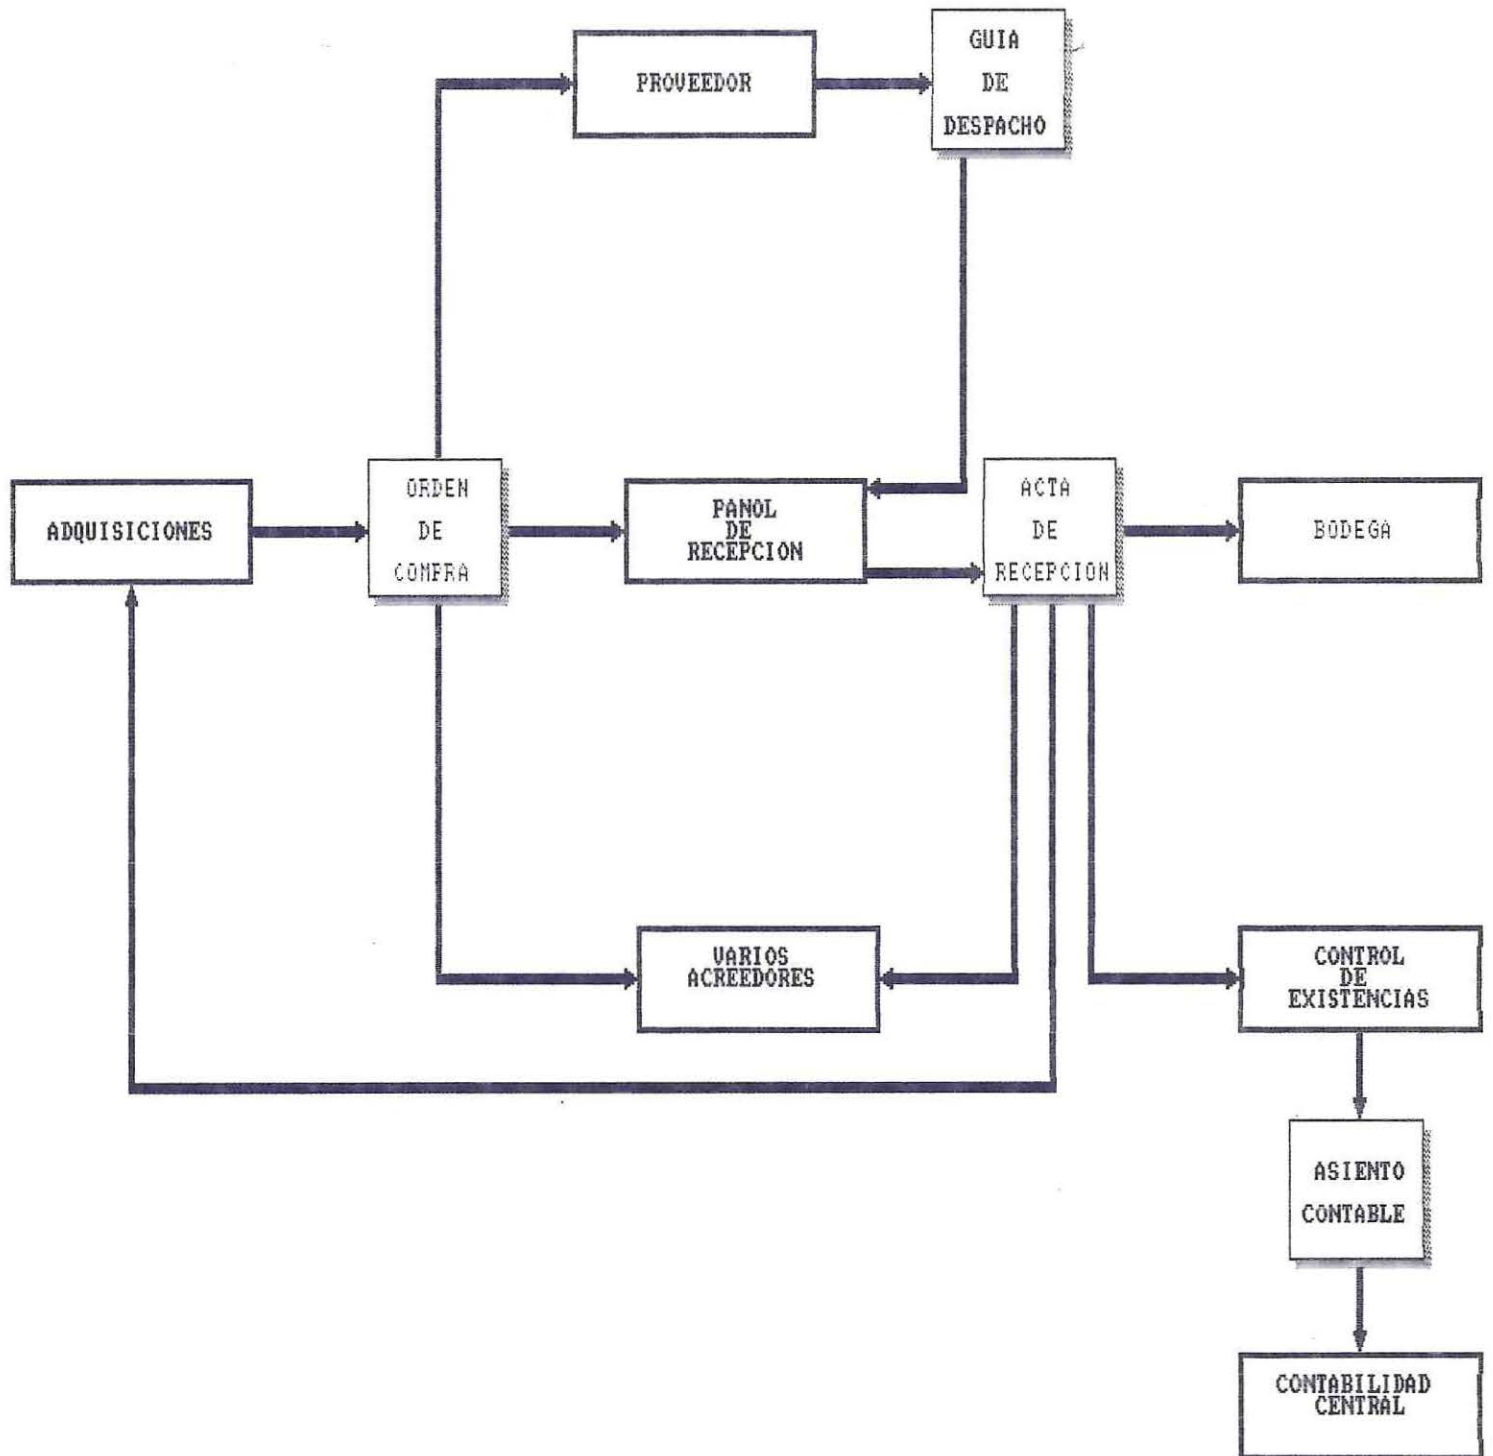 PROVEEDOR
GUIA
DE
DESPACHO
ADQUISICIONES
ORDEN
DE
COMPRA
PANOL
DE
RECEPCION
ACTA
DE
RECEPCION
BODEGA
VARIOS
ACREEDORES
CONTROL
DE
EXISTENCIAS
ASIENTO
CONTABLE
CONTABILIDAD
CENTRAL